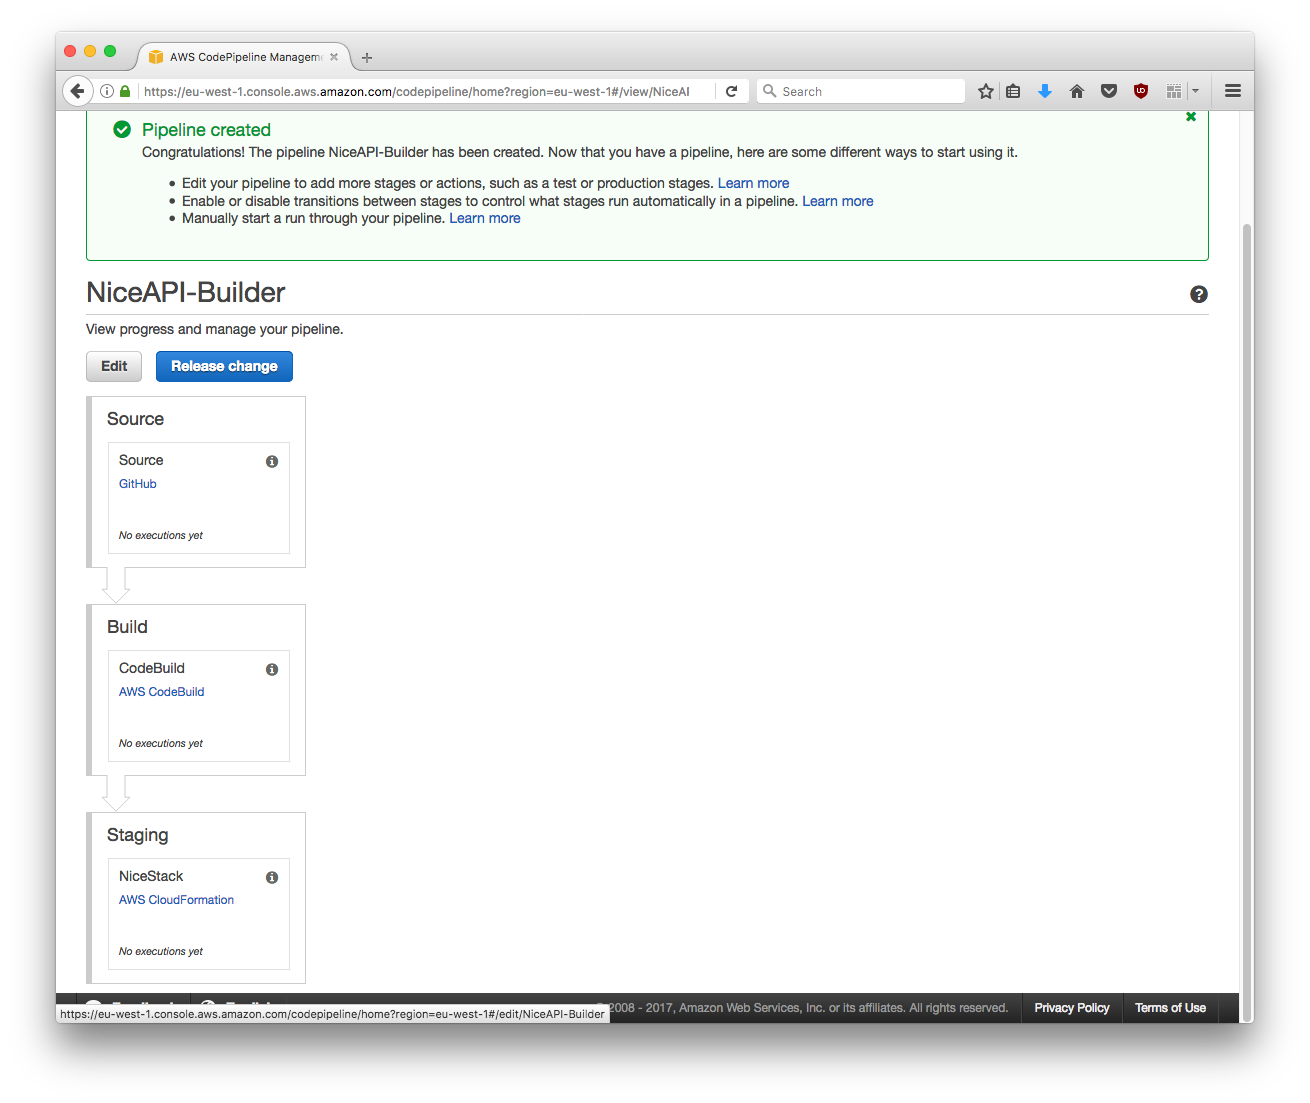 AWS CodePipeline Managem
https://eu-west-1.console.aws.amazon.com/codepipeline/home?region=eu-west-1#/view/NiceAI
Search
Pipeline created
Congratulations! The pipeline NiceAPI-Builder has been created. Now that you have a pipeline, here are some different ways to start using it.
• Edit your pipeline to add more stages or actions, such as a test or production stages. Learn more
• Enable or disable transitions between stages to control what stages run automatically in a pipeline. Learn more
• Manually start a run through your pipeline. Learn more
NiceAPI-Builder
View progress and manage your pipeline.
Edit
Release change
Source
Source
GitHub
No executions yet
Build
CodeBuild
AWS CodeBuild
No executions yet
Staging
NiceStack
AWS CloudFormation
No executions yet
2008 - 2017, Amazon Web Services, Inc. or its affiliates. All rights reserved.
Privacy Policy
Terms of Use
https://eu-west-1.console.aws.amazon.com/codepipeline/home?region=eu-west-1#/edit/NiceAPI-Builder